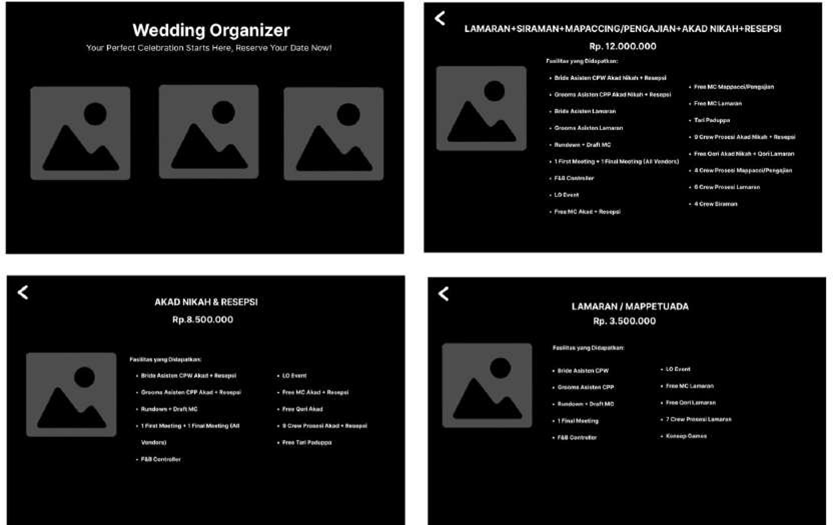 Wedding Organizer
Your Perfect Celebration Starts Here, Reserve Your Date Now!
LAMARAN+SIRAMAN+MAPACCING/PENGAJIAN+AKAD NIKAH+RESEPSI
Rp. 12.000.000
Fasilitas yang Didapatkan:
• Bride Asisten CPW Akad Nikah + Resepsi
• Grooms Asisten CPP Akad Nikah + Resepsi
• Bride Asisten Lamaran
• Grooms Asisten Lamaran
• Rundown + Draft MC
• 1 First Meeting + 1 Final Meeting (All Vendors)
• F&B Controller
• LO Event
• Free MC Akad + Resepsi
• Free MC Mappacci/Pengajian
• Free MC Lamaran
• Tari Paduppa
• 9 Crew Prosesi Akad Nikah + Resepsi
• Free Qori Akad Nikah + Qori Lamaran
• 8 Crew Prosesi Mappacci/Pengajian
• 6 Crew Prosesi Lamaran
• 4 Crew Siraman
AKAD NIKAH & RESEPSI
Rp.8.500.000
Fasilitas yang Didapatkan:
• Bride Asisten CPW Akad + Resepsi
• Grooms Asisten CPP Akad + Resepsi
• Rundown + Draft MC
• 1 First Meeting + 1 Final Meeting (All
Vendors)
• F&B Controller
• LO Event
• Free MC Akad + Resepsi
• Free Qori Akad
• 9 Crew Prosesi Akad + Resepsi
• Free Tari Paduppa
LAMARAN / MAPPETUADA
Rp. 3.500.000
Fasilitas yang Didapatkan:
• Bride Asisten CPW
• Grooms Asisten CPP
• Rundown + Draft MC
• 1 Final Meeting
• F&B Controller
• LO Event
• Free MC Lamaran
• Free Qori Lamaran
• 7 Crew Prosesi Lamaran
• Konsep Games